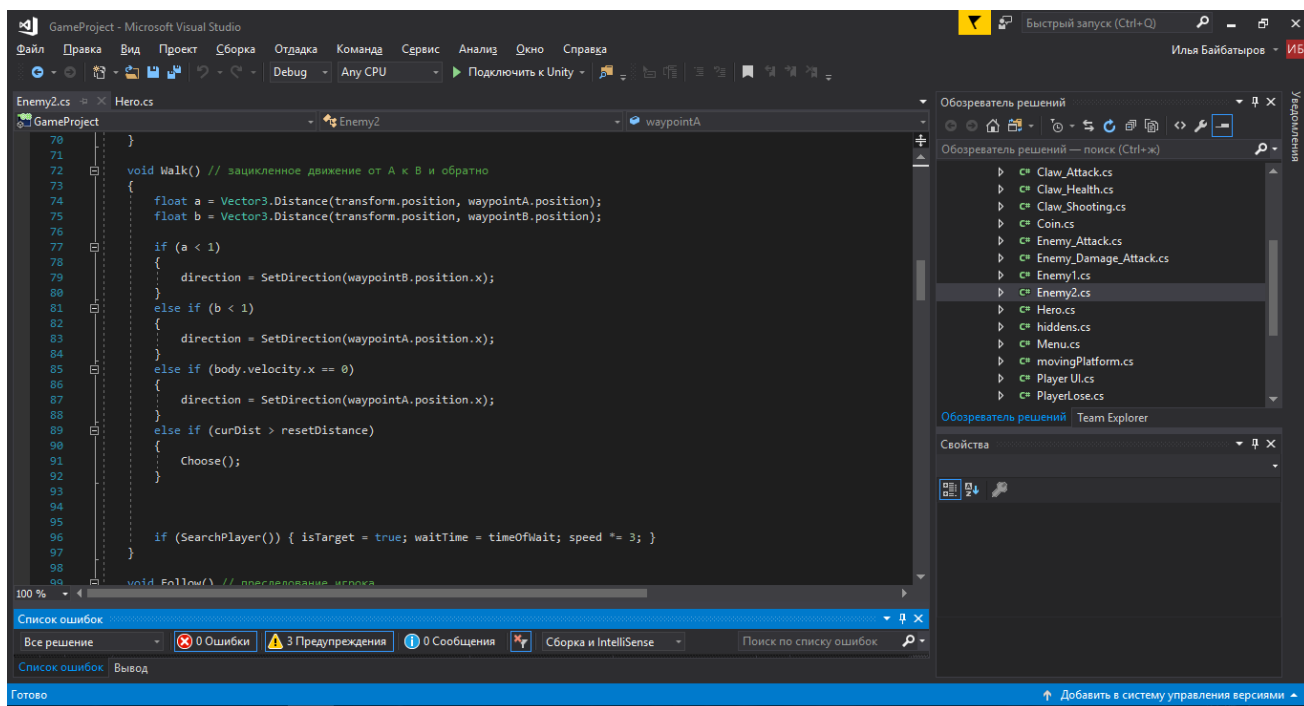 GameProject - Microsoft Visual Studio
Быстрый запуск (Ctrl+Q)
Файл Правка Вид Проект Сборка Отладка Команда Сервис Анализ Окно Справка
Илья Байбатыров ИБ
Debug Any CPU Подключить к Unity
Enemy2.cs Hero.cs
GameProject Enemy2 waypointA
70 }
71
72 void Walk() // зацикленное движение от А к В и обратно
73 {
74 float a = Vector3.Distance(transform.position, waypointA.position);
75 float b = Vector3.Distance(transform.position, waypointB.position);
76
77 if (a < 1)
78 {
79 direction = SetDirection(waypointB.position.x);
80 }
81 else if (b < 1)
82 {
83 direction = SetDirection(waypointA.position.x);
84 }
85 else if (body.velocity.x == 0)
86 {
87 direction = SetDirection(waypointA.position.x);
88 }
89 else if (curDist > resetDistance)
90 {
91 Choose();
92 }
93
94
95
96 if (SearchPlayer()) { isTarget = true; waitTime = timeOfWait; speed *= 3; }
97 }
98
99 void Follow() // преследование игрока
100 %
Список ошибок
Все решение 0 Ошибки 3 Предупреждения 0 Сообщения Сборка и IntelliSense Поиск по списку ошибок
Список ошибок Вывод
Готово
Добавить в систему управления версиями
Обозреватель решений
Обозреватель решений — поиск (Ctrl+ж)
C# Claw_Attack.cs
C# Claw_Health.cs
C# Claw_Shooting.cs
C# Coin.cs
C# Enemy_Attack.cs
C# Enemy_Damage_Attack.cs
C# Enemy1.cs
C# Enemy2.cs
C# Hero.cs
C# hiddens.cs
C# Menu.cs
C# movingPlatform.cs
C# Player UI.cs
C# PlayerLose.cs
Обозреватель решений Team Explorer
Свойства
Уведомления